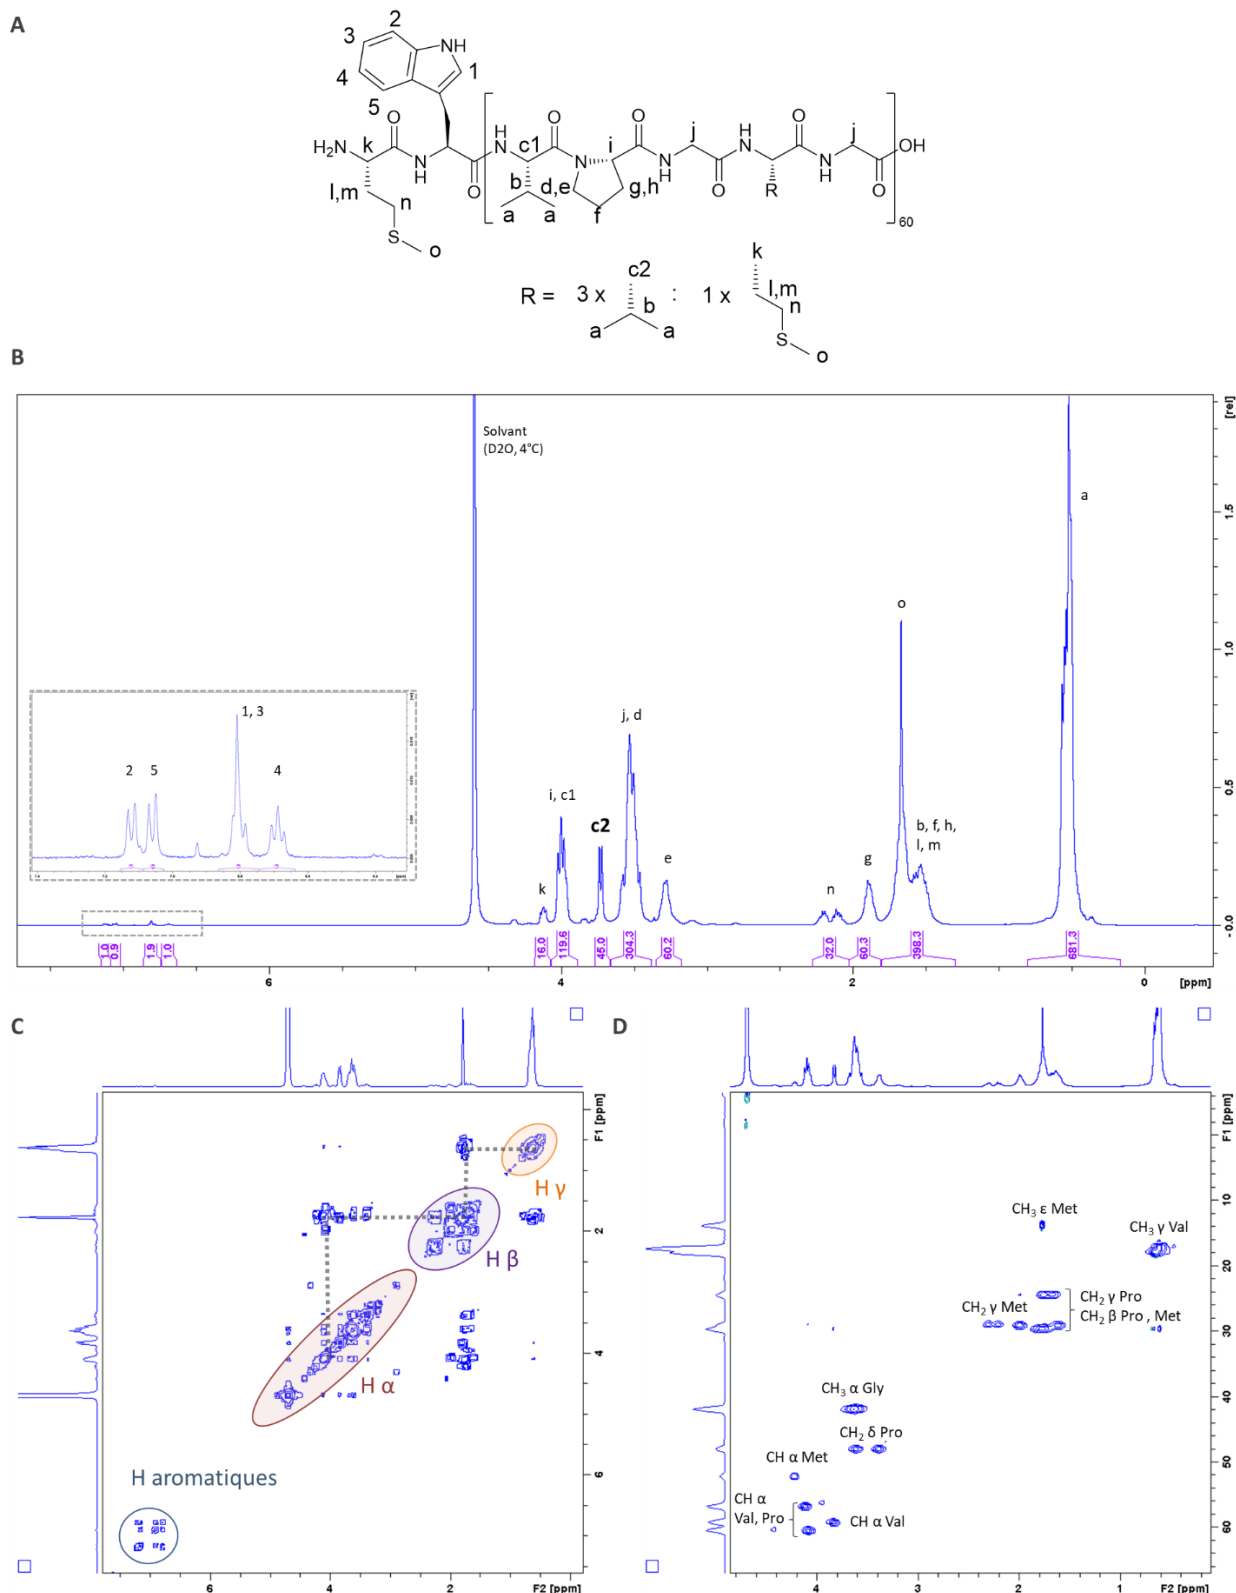 A
2
3
NH
1
4
5
O
k
H2N
N
H
l,m
n
S
o
O
H
N
c1
O
b
a
a
N
d,e
f
g,h
i
O
N
H
j
O
H
N
R
O
N
H
j
O
OH
60
R = 3 x
c2
b
a
a
:
1 x
k
l,m
n
S
o
B
Solvant
(D2O, 4°C)
[rel]
1.5
1.0
0.5
0.0
a
o
j, d
i, c1
c2
b, f, h,
l, m
k
e
n
g
2
5
1, 3
4
1.0
0.9
1.9
1.0
16.0
119.6
45.0
304.3
60.2
32.0
60.3
398.3
681.3
6
4
2
0
[ppm]
C
F1 [ppm]
H γ
2
H β
4
H α
6
H aromatiques
6
4
2
F2 [ppm]
D
F1 [ppm]
10
CH3 ε Met
CH3 γ Val
20
CH2 γ Met
CH2 γ Pro
CH2 β Pro , Met
30
CH3 α Gly
40
CH2 δ Pro
CH α Met
50
CH α
Val, Pro
CH α Val
60
4
3
2
1
F2 [ppm]